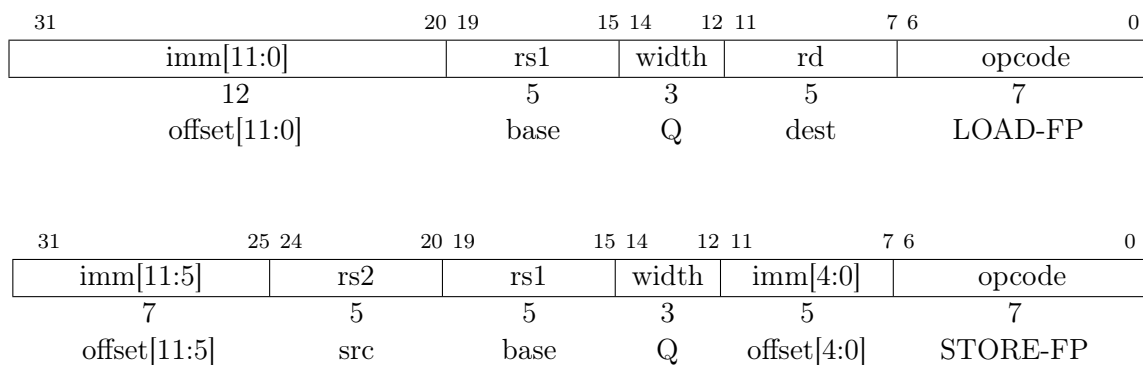 31 20 19 15 14 12 11 7 6 0
imm[11:0] rs1 width rd opcode
12 5 3 5 7
offset[11:0] base Q dest LOAD-FP
31 25 24 20 19 15 14 12 11 7 6 0
imm[11:5] rs2 rs1 width imm[4:0] opcode
7 5 5 3 5 7
offset[11:5] src base Q offset[4:0] STORE-FP